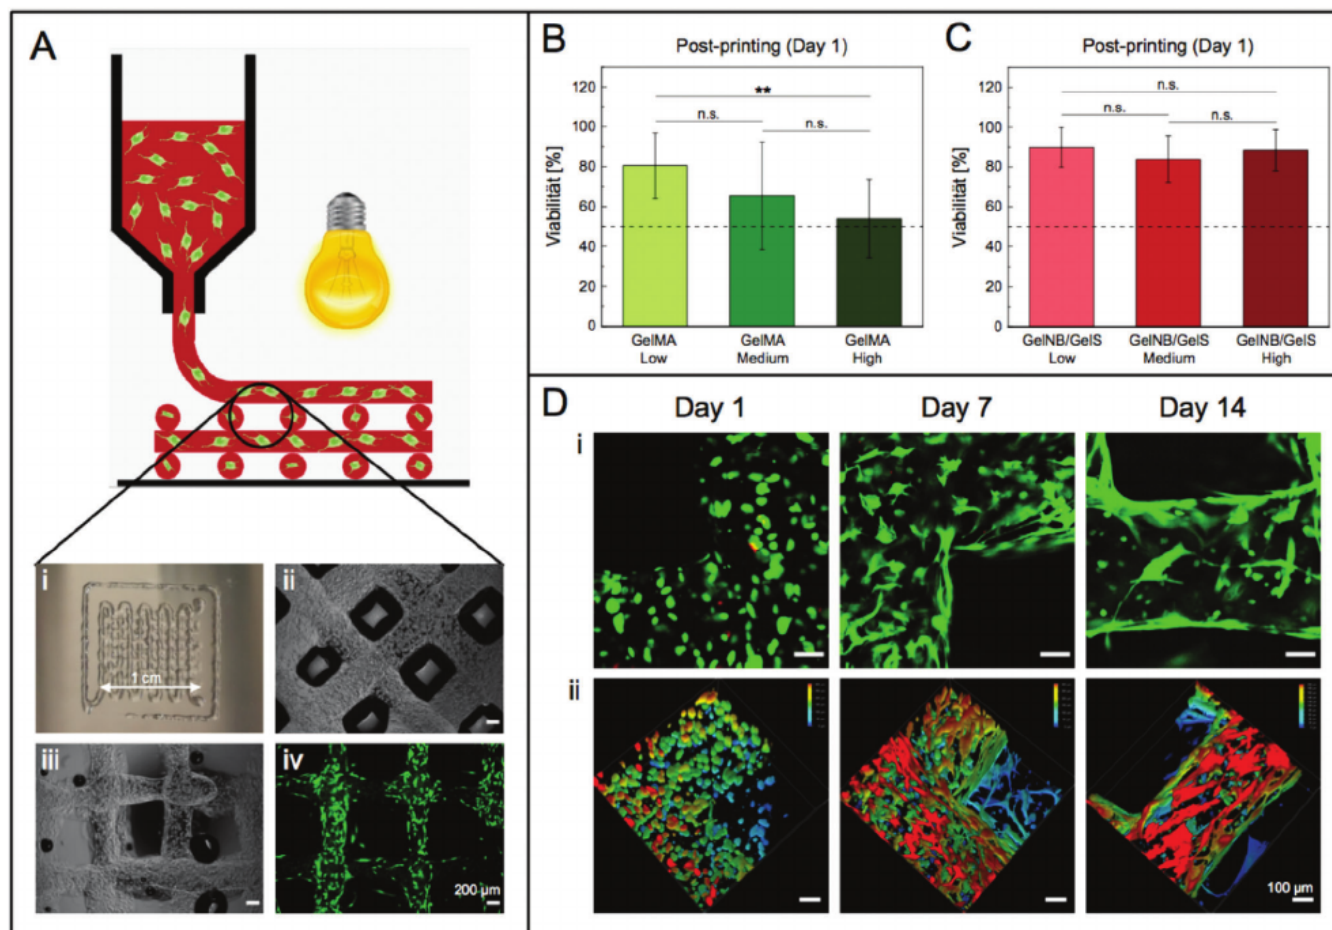 A
i
1 cm
ii
iii
iv
200 µm
B
Post-printing (Day 1)
Viabilität [%]
120
100
80
60
40
20
0
**
n.s.
n.s.
GelMA
Low
GelMA
Medium
GelMA
High
C
Post-printing (Day 1)
Viabilität [%]
120
100
80
60
40
20
0
n.s.
n.s.
n.s.
GelNB/GelS
Low
GelNB/GelS
Medium
GelNB/GelS
High
D
Day 1
Day 7
Day 14
i
ii
100 µm